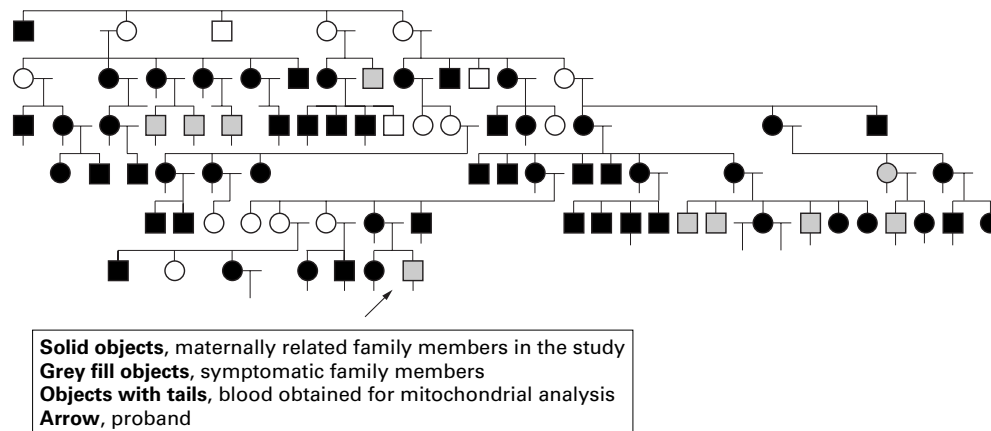 Solid objects, maternally related family members in the study
Grey fill objects, symptomatic family members
Objects with tails, blood obtained for mitochondrial analysis
Arrow, proband